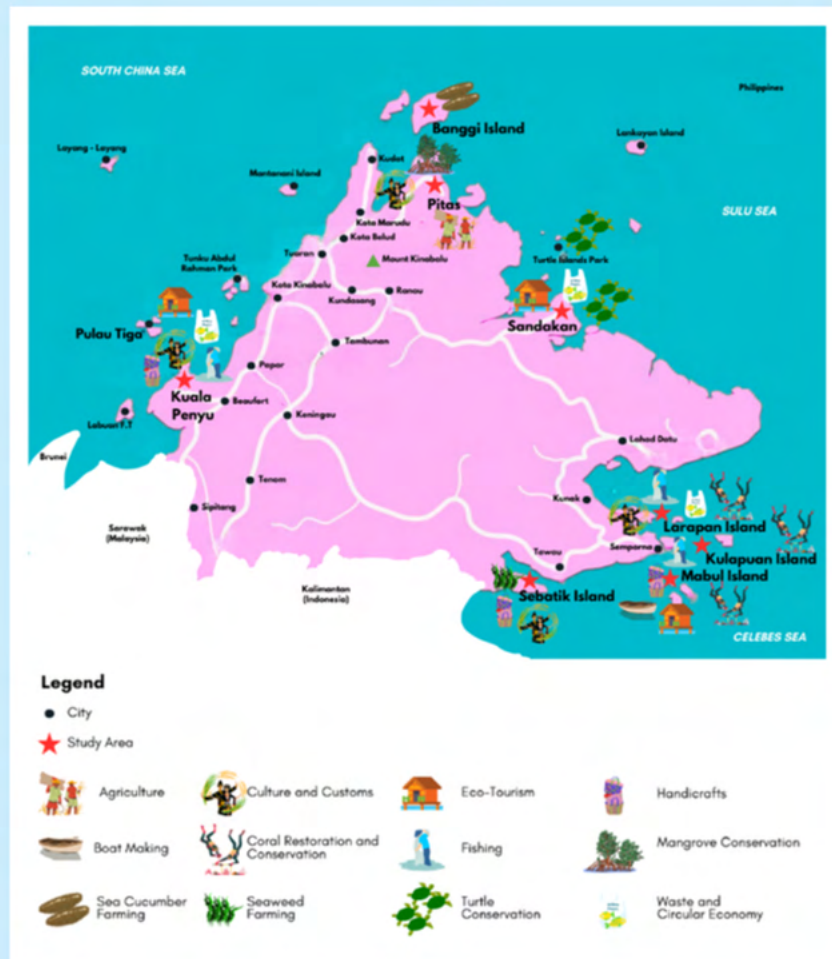 SOUTH CHINA SEA
Philippines
Banggi Island
Lankayan Island
Layang - Layang
Kudat
Mantanani Island
Pitas
SULU SEA
Kota Marudu
Kota Belud
Tuaran
Mount Kinabalu
Turtle Islands Park
Tunku Abdul
Rahman Park
Kota Kinabalu
Kundasang
Ranau
Sandakan
Pulau Tiga
Tambunan
Papar
Kuala
Penyu
Beaufort
Labuan F.T
Keningau
Lahad Datu
Brunei
Tenom
Kunak
Sipitang
Larapan Island
Sarawak
(Malaysia)
Semporna
Kulapuan Island
Tawau
Mabul Island
Kalimantan
(Indonesia)
Sebatik Island
CELEBES SEA
Legend
City
Study Area
Agriculture
Culture and Customs
Eco-Tourism
Handicrafts
Boat Making
Coral Restoration and
Conservation
Fishing
Mangrove Conservation
Sea Cucumber
Farming
Seaweed
Farming
Turtle
Conservation
Waste and
Circular Economy